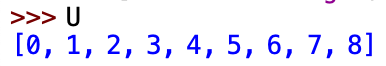 >>> U
[0, 1, 2, 3, 4, 5, 6, 7, 8]